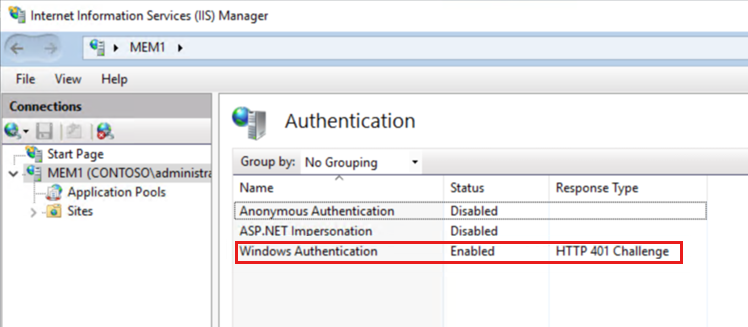 Internet Information Services (IIS) Manager
MEM1
File View Help
Connections
Start Page
MEM1 (CONTOSO\administra
Application Pools
Sites
Authentication
Group by: No Grouping
Name Status Response Type
Anonymous Authentication Disabled
ASP.NET Impersonation Disabled
Windows Authentication Enabled HTTP 401 Challenge